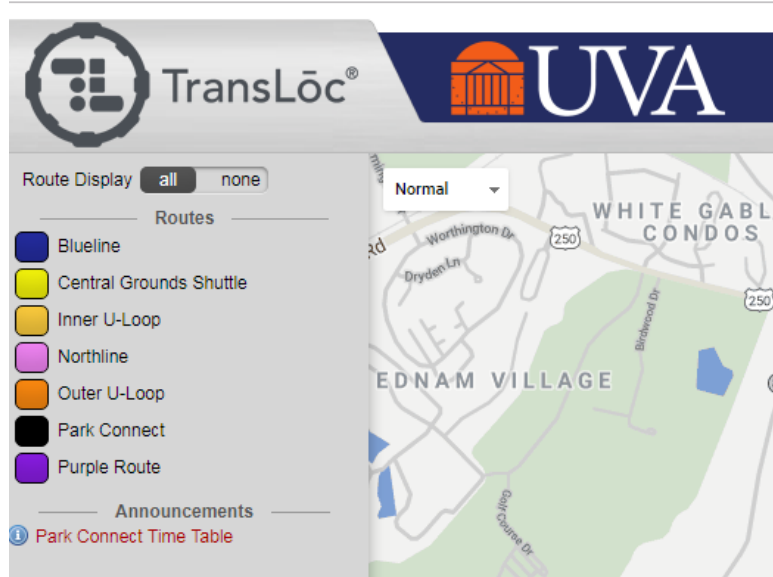 TransLōc®
UVA
Route Display all none
Routes
Blueline
Central Grounds Shuttle
Inner U-Loop
Northline
Outer U-Loop
Park Connect
Purple Route
Announcements
Park Connect Time Table
Normal
WHITE GABL
CONDOS
Worthington Dr
250
Rd
Dryden Ln
250
Birdwood Dr
EDNAM VILLAGE
Golf Course Dr